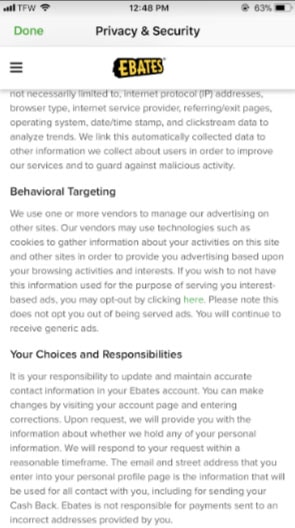 TFW 12:48 PM 63%
Done Privacy & Security
EBATES
not necessarily limited to, Internet protocol (IP) addresses,
browser type, internet service provider, referring/exit pages,
operating system, date/time stamp, and clickstream data to
analyze trends. We link this automatically collected data to
other information we collect about users in order to improve
our services and to guard against malicious activity.
Behavioral Targeting
We use one or more vendors to manage our advertising on
other sites. Our vendors may use technologies such as
cookies to gather information about your activities on this site
and other sites in order to provide you advertising based upon
your browsing activities and interests. If you wish to not have
this information used for the purpose of serving you interest-
based ads, you may opt-out by clicking here. Please note this
does not opt you out of being served ads. You will continue to
receive generic ads.
Your Choices and Responsibilities
It is your responsibility to update and maintain accurate
contact information in your Ebates account. You can make
changes by visiting your account page and entering
corrections. Upon request, we will provide you with the
information about whether we hold any of your personal
information. We will respond to your request within a
reasonable timeframe. The email and street address that you
enter into your personal profile page is the information that will
be used for all contact with you, including for sending your
Cash Back. Ebates is not responsible for payments sent to an
incorrect addresses provided by you.